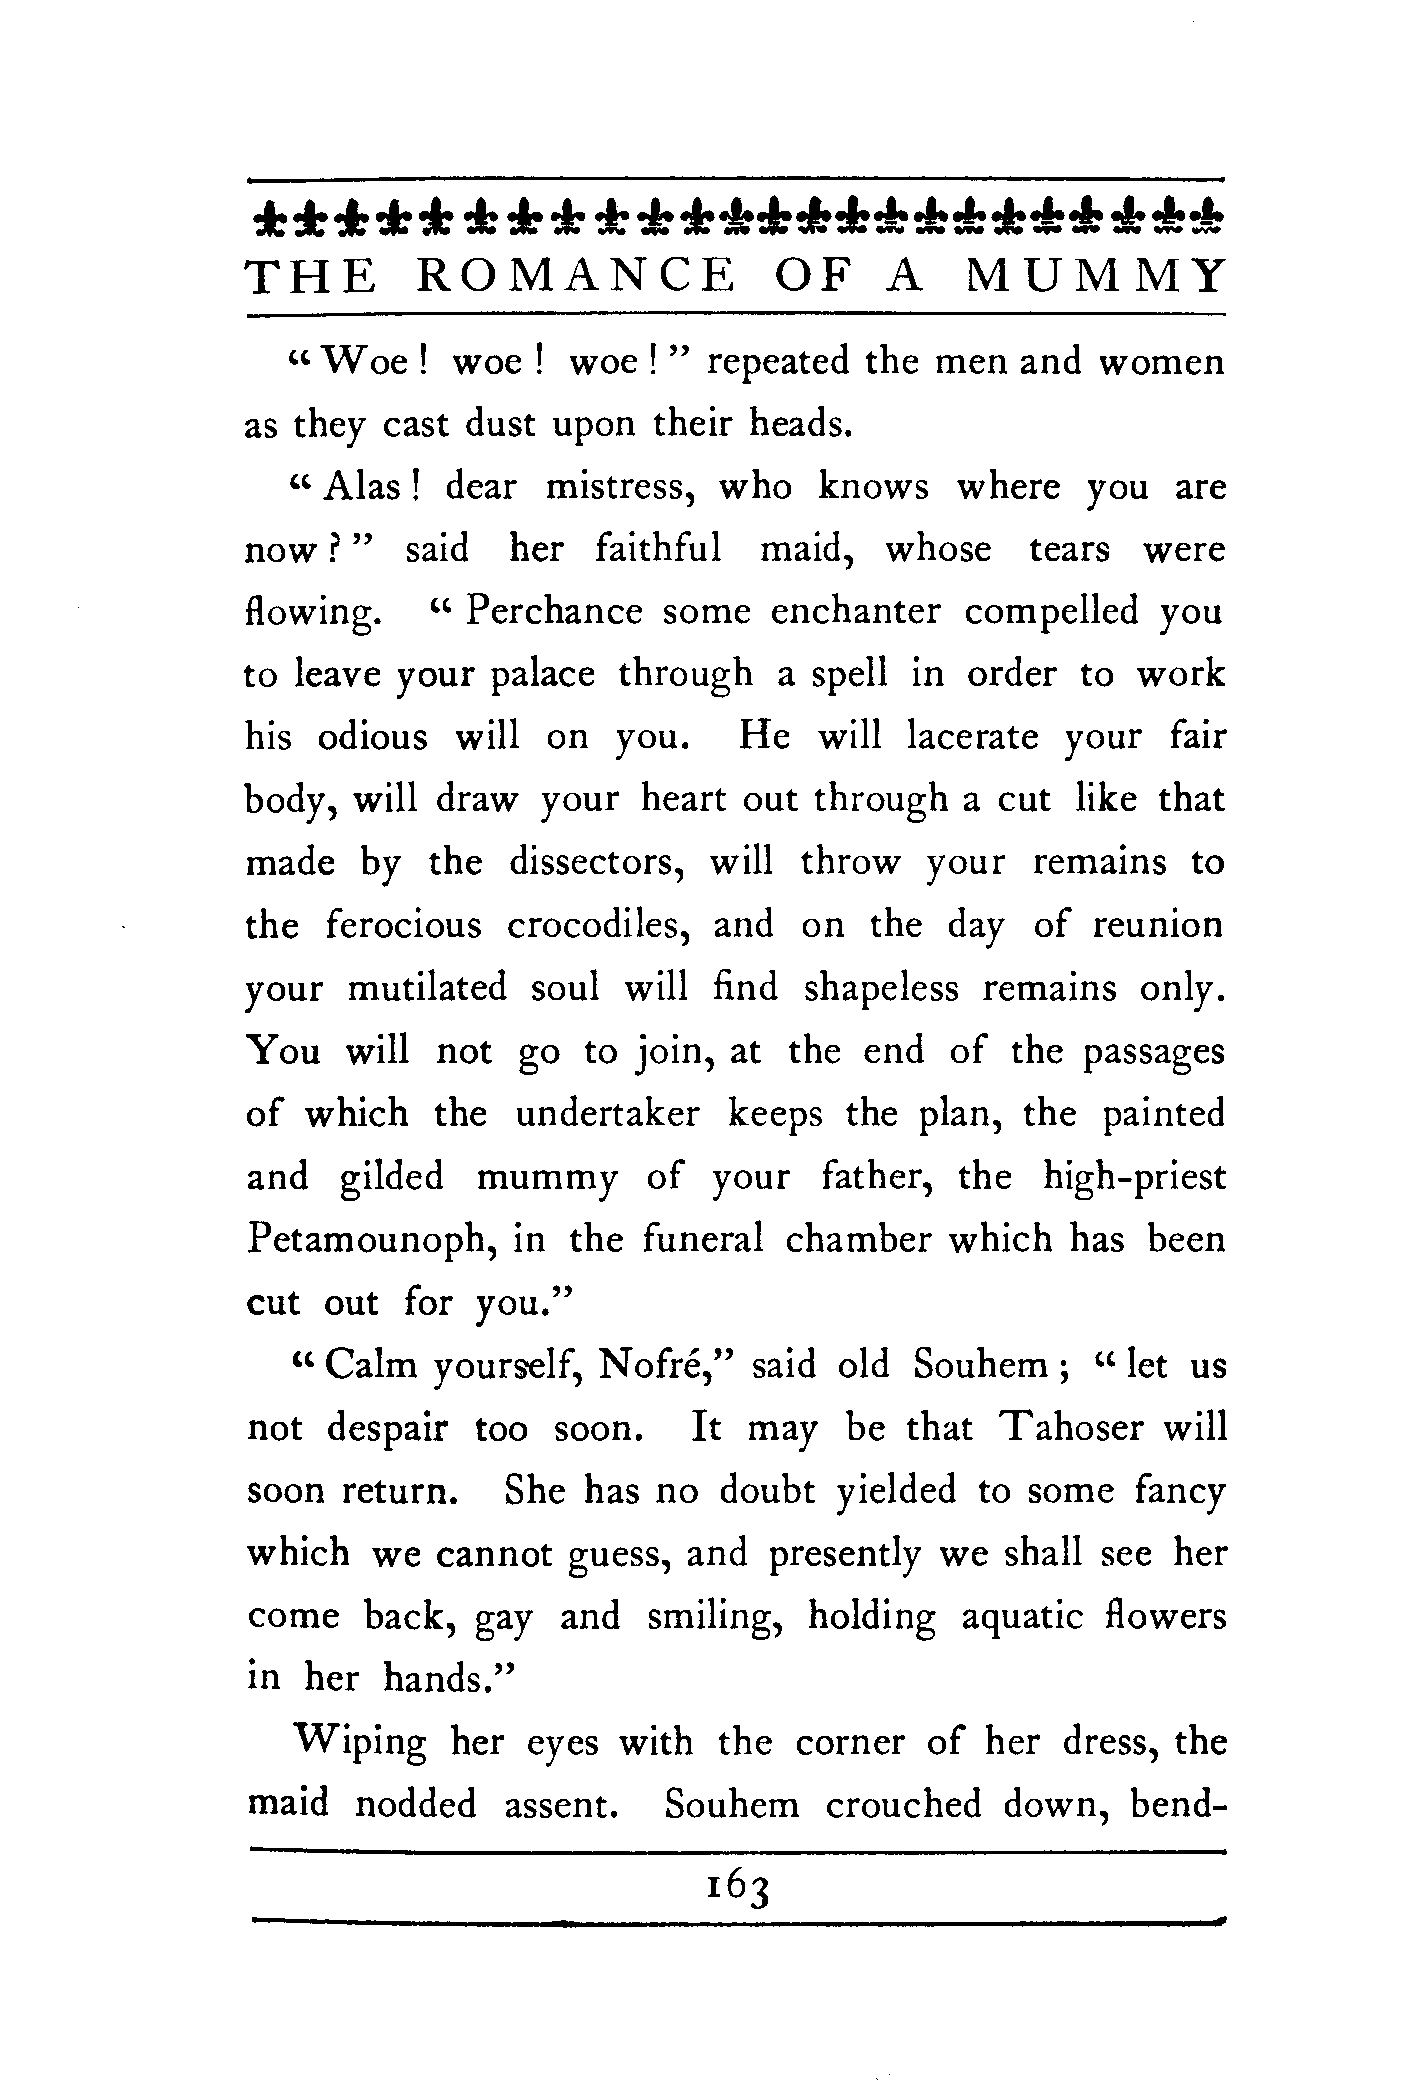 THE ROMANCE OF A MUMMY
“Woe! woe! woe!” repeated the men and women
as they cast dust upon their heads.
“Alas! dear mistress, who knows where you are
now?” said her faithful maid, whose tears were
flowing. “Perchance some enchanter compelled you
to leave your palace through a spell in order to work
his odious will on you. He will lacerate your fair
body, will draw your heart out through a cut like that
made by the dissectors, will throw your remains to
the ferocious crocodiles, and on the day of reunion
your mutilated soul will find shapeless remains only.
You will not go to join, at the end of the passages
of which the undertaker keeps the plan, the painted
and gilded mummy of your father, the high-priest
Petamounoph, in the funeral chamber which has been
cut out for you.”
“Calm yourself, Nofré,” said old Souhem; “let us
not despair too soon. It may be that Tahoser will
soon return. She has no doubt yielded to some fancy
which we cannot guess, and presently we shall see her
come back, gay and smiling, holding aquatic flowers
in her hands.”
Wiping her eyes with the corner of her dress, the
maid nodded assent. Souhem crouched down, bend-
163